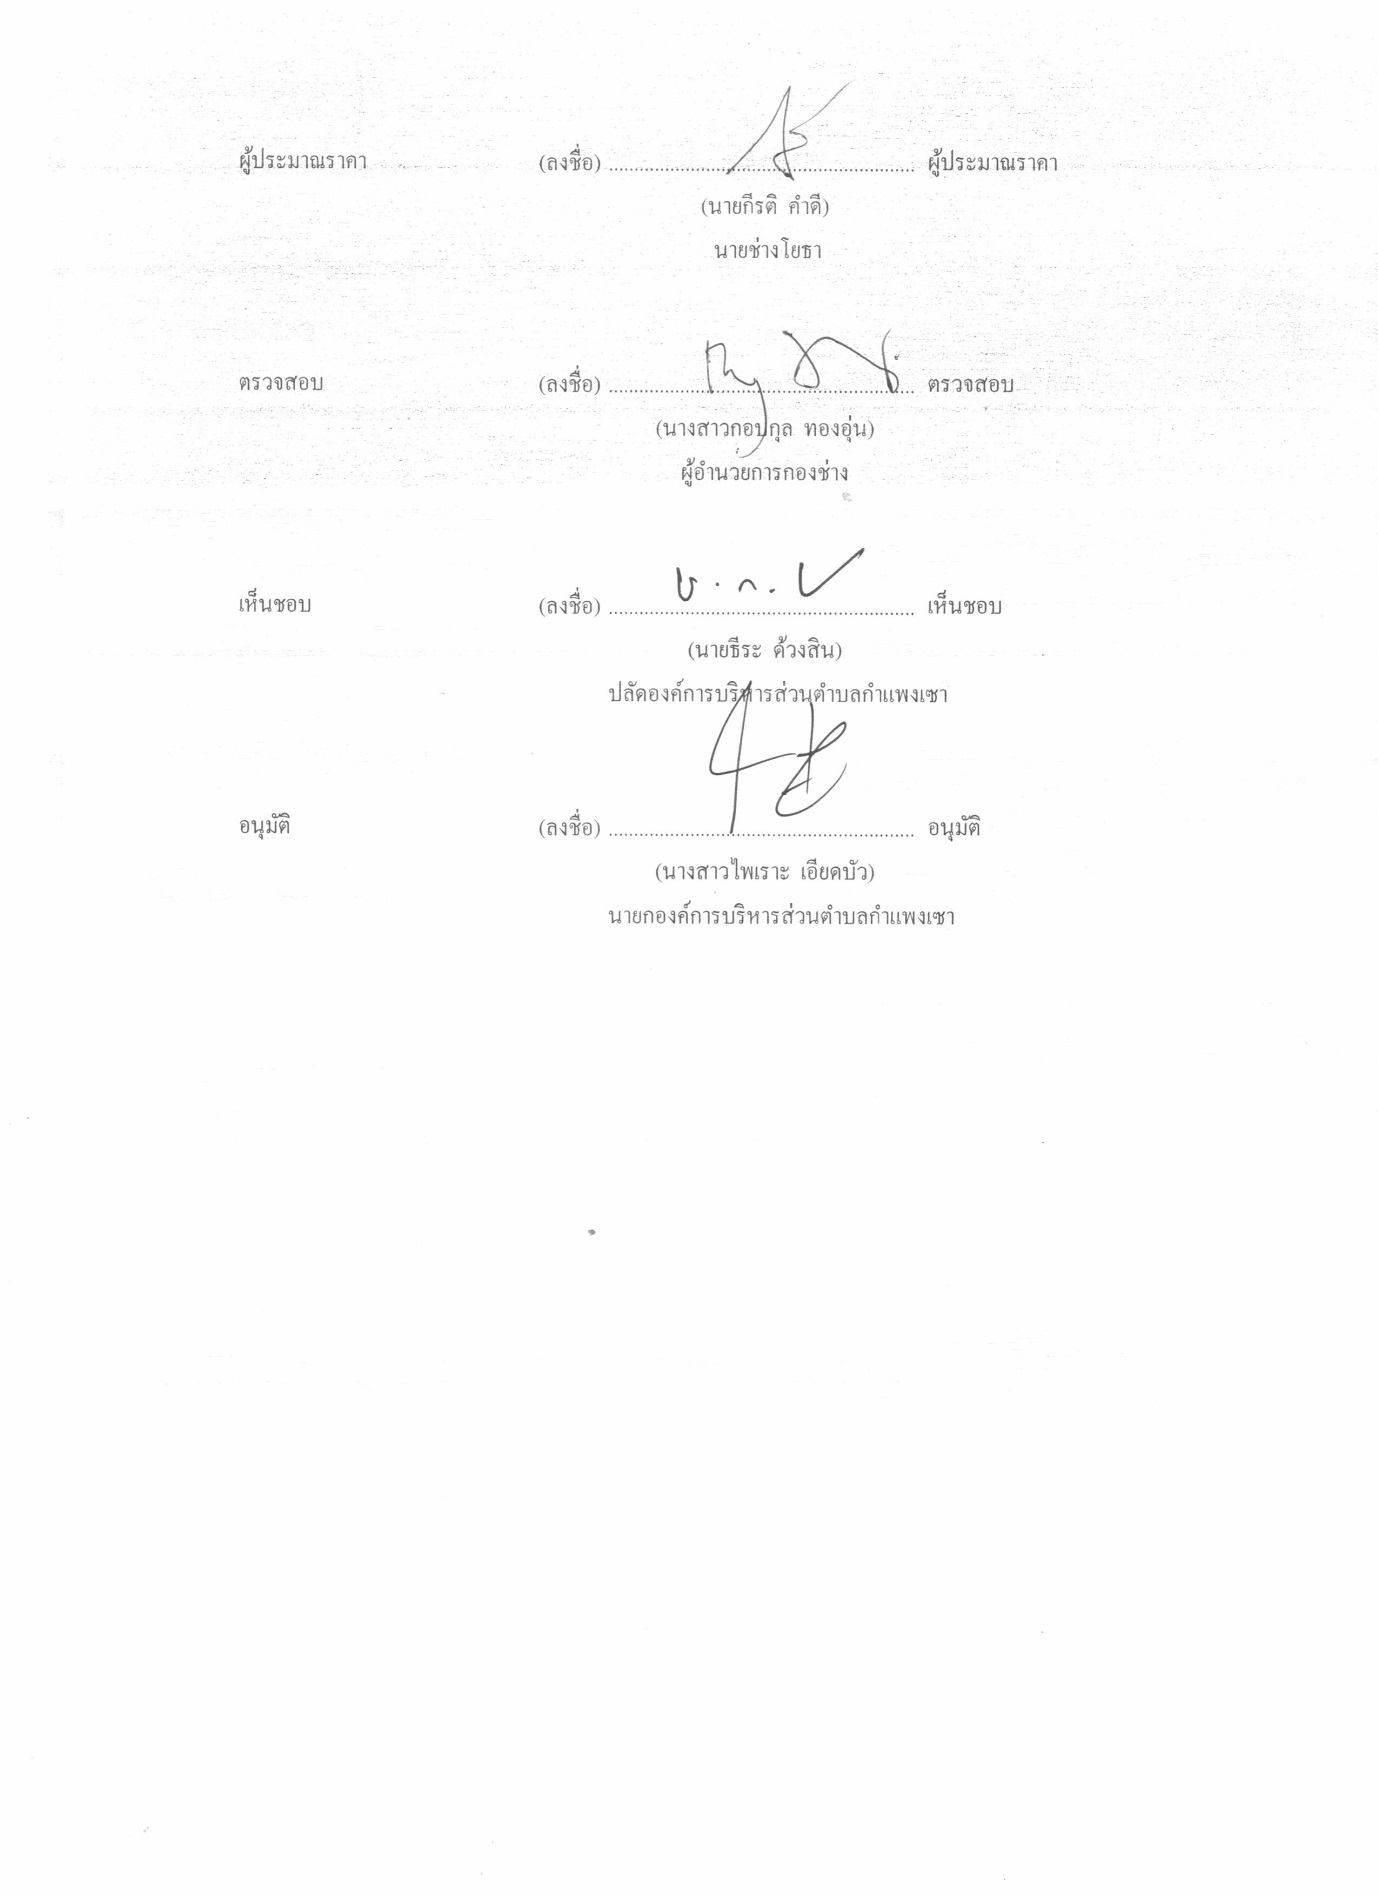 ผู้ประมาณราคา (ลงชื่อ) ........................................................ ผู้ประมาณราคา
(นายกีรติ คำดี)
นายช่างโยธา
ตรวจสอบ (ลงชื่อ) ........................................................ ตรวจสอบ
(นางสาวกอบกุล ทองอุ่น)
ผู้อำนวยการกองช่าง
เห็นชอบ (ลงชื่อ) ........................................................ เห็นชอบ
(นายธีระ ด้วงสิน)
ปลัดองค์การบริหารส่วนตำบลกำแพงเซา
อนุมัติ (ลงชื่อ) ........................................................ อนุมัติ
(นางสาวไพเราะ เอียดบัว)
นายกองค์การบริหารส่วนตำบลกำแพงเซา